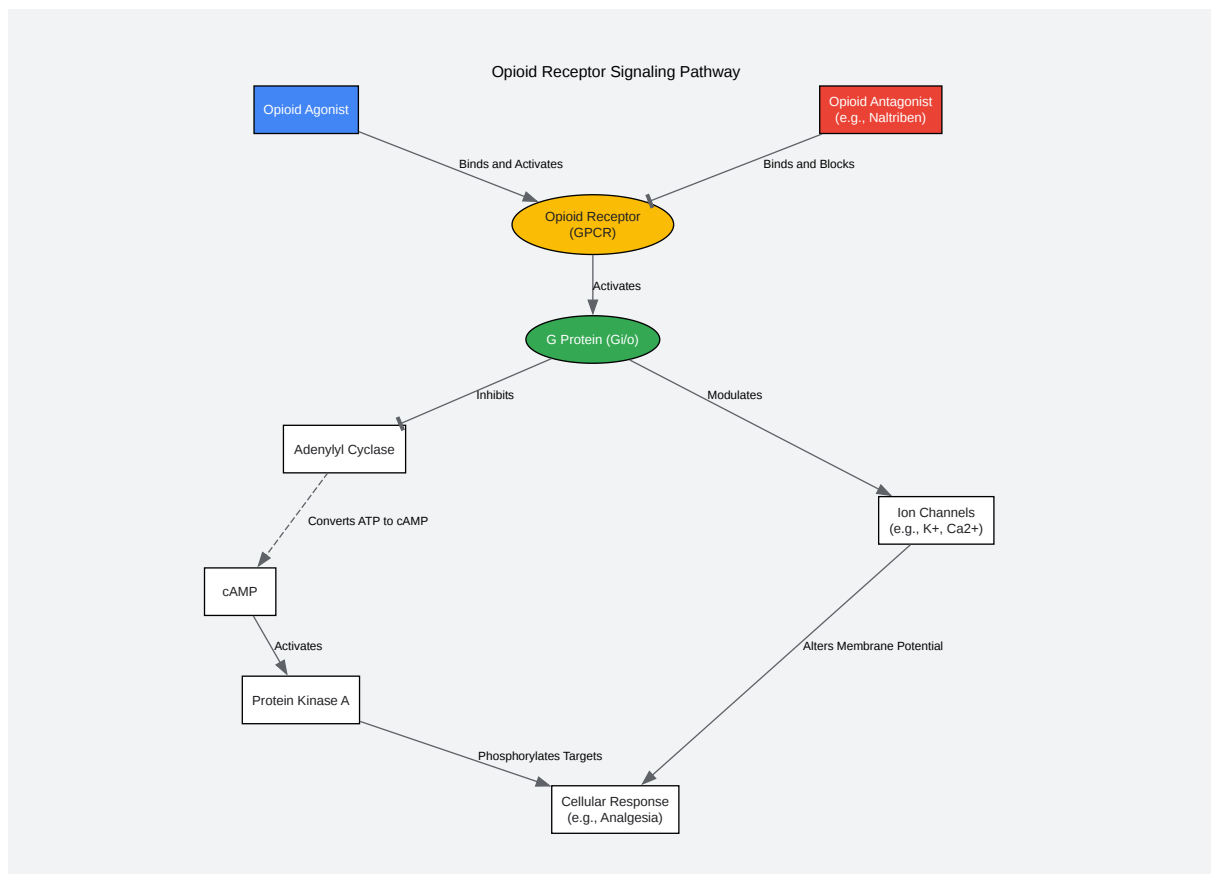 Opioid Receptor Signaling Pathway
Opioid Agonist
Opioid Antagonist
(e.g., Naltriben)
Binds and Activates
Binds and Blocks
Opioid Receptor
(GPCR)
Activates
G Protein (Gi/o)
Inhibits
Modulates
Adenylyl Cyclase
Ion Channels
(e.g., K+, Ca2+)
Converts ATP to cAMP
cAMP
Activates
Alters Membrane Potential
Protein Kinase A
Phosphorylates Targets
Cellular Response
(e.g., Analgesia)